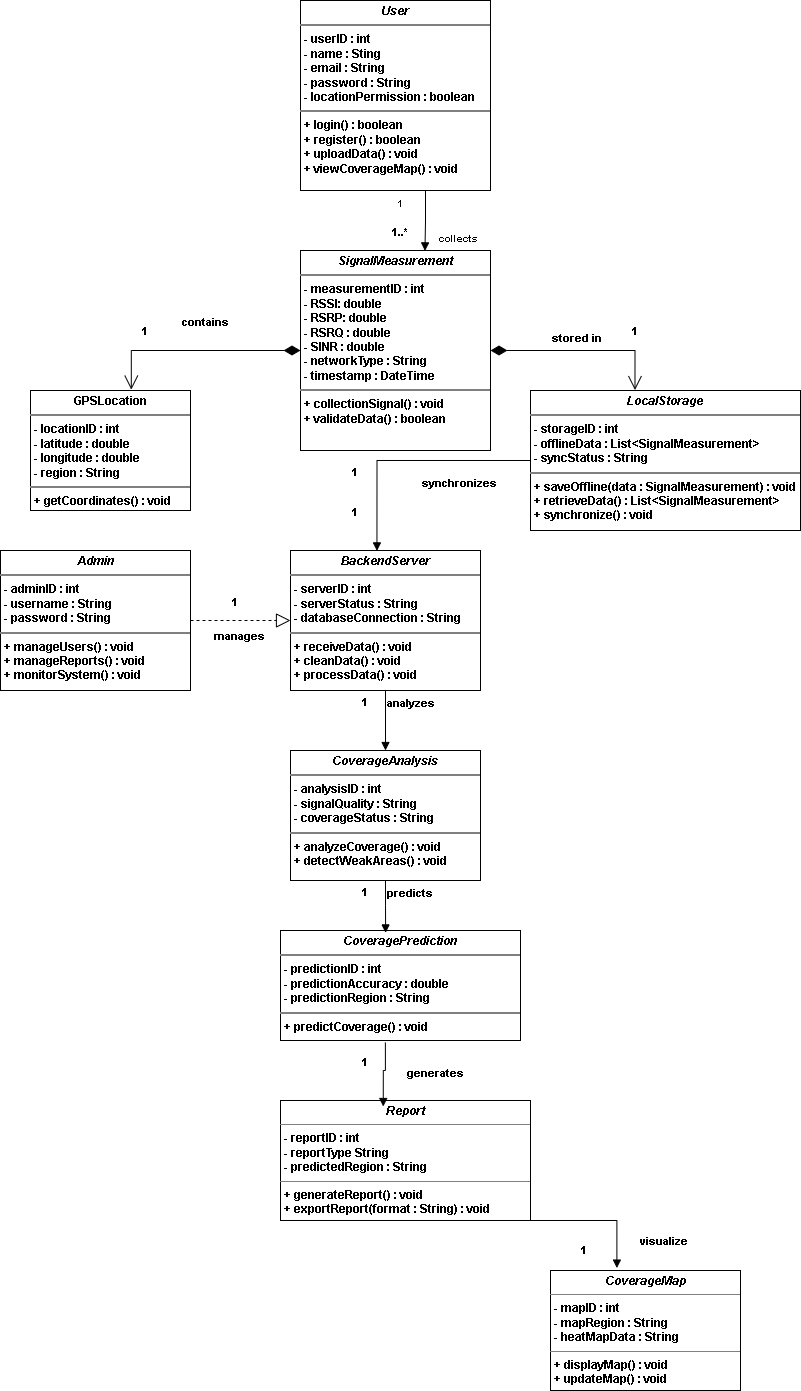 User
- userID : int
- name : Sting
- email : String
- password : String
- locationPermission : boolean
+ login() : boolean
+ register() : boolean
+ uploadData() : void
+ viewCoverageMap() : void
1
1..*
collects
SignalMeasurement
- measurementID : int
- RSSI: double
- RSRP: double
- RSRQ : double
- SINR : double
- networkType : String
- timestamp : DateTime
+ collectionSignal() : void
+ validateData() : boolean
contains
1
stored in
1
GPSLocation
- locationID : int
- latitude : double
- longitude : double
- region : String
+ getCoordinates() : void
LocalStorage
- storageID : int
- offlineData : List<SignalMeasurement>
- syncStatus : String
+ saveOffline(data : SignalMeasurement) : void
+ retrieveData() : List<SignalMeasurement>
+ synchronize() : void
1
synchronizes
1
Admin
- adminID : int
- username : String
- password : String
+ manageUsers() : void
+ manageReports() : void
+ monitorSystem() : void
1
manages
BackendServer
- serverID : int
- serverStatus : String
- databaseConnection : String
+ receiveData() : void
+ cleanData() : void
+ processData() : void
1 analyzes
CoverageAnalysis
- analysisID : int
- signalQuality : String
- coverageStatus : String
+ analyzeCoverage() : void
+ detectWeakAreas() : void
1 predicts
CoveragePrediction
- predictionID : int
- predictionAccuracy : double
- predictionRegion : String
+ predictCoverage() : void
1
generates
Report
- reportID : int
- reportType String
- predictedRegion : String
+ generateReport() : void
+ exportReport(format : String) : void
visualize
1
CoverageMap
- mapID : int
- mapRegion : String
- heatMapData : String
+ displayMap() : void
+ updateMap() : void